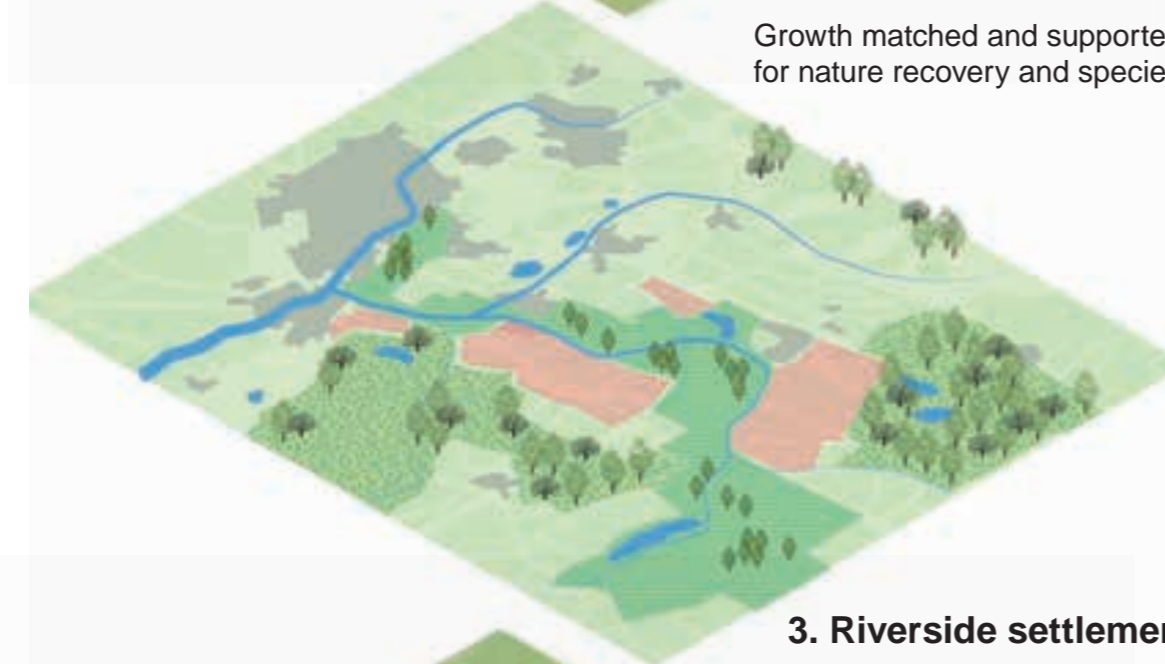 Growth matched and supporte
for nature recovery and specie
3. Riverside settlemen